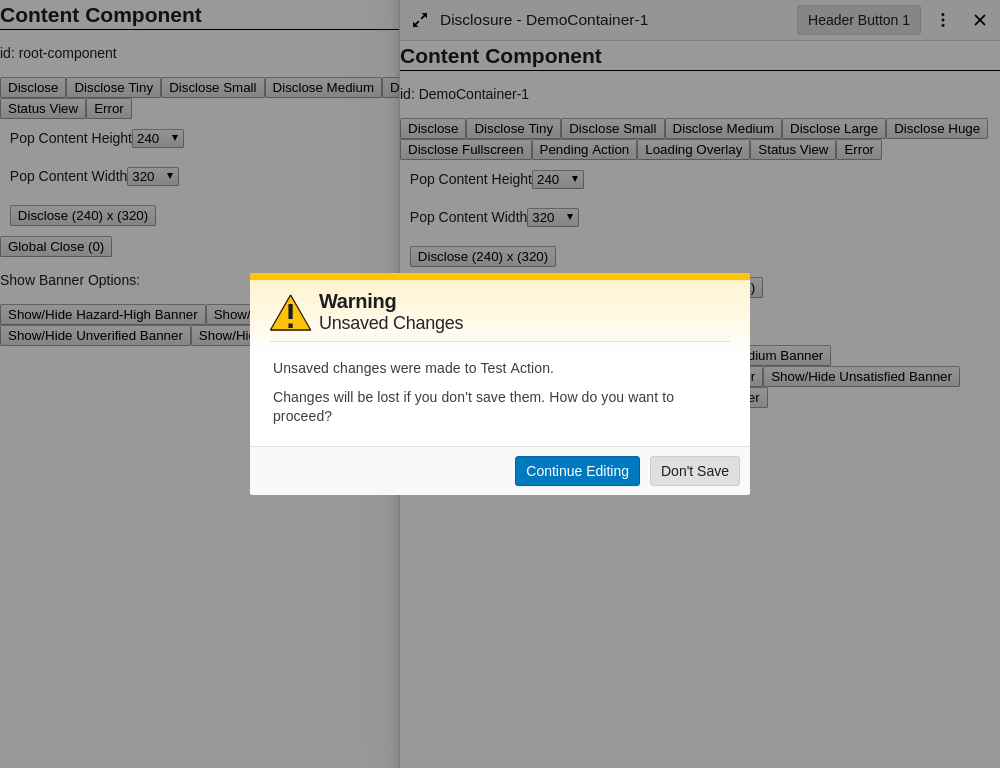 Content Component
id: root-component
Disclose Disclose Tiny Disclose Small Disclose Medium
Status View Error
Pop Content Height 240
Pop Content Width 320
Disclose (240) x (320)
Global Close (0)
Show Banner Options:
Show/Hide Hazard-High Banner Show/
Show/Hide Unverified Banner
Disclosure - DemoContainer-1 Header Button 1
Content Component
id: DemoContainer-1
Disclose Disclose Tiny Disclose Small Disclose Medium Disclose Large Disclose Huge
Disclose Fullscreen Pending Action Loading Overlay Status View Error
Pop Content Height 240
Pop Content Width 320
Disclose (240) x (320)
Banner
Show/Hide Unsatisfied Banner
Warning
Unsaved Changes
Unsaved changes were made to Test Action.
Changes will be lost if you don't save them. How do you want to
proceed?
Continue Editing Don't Save